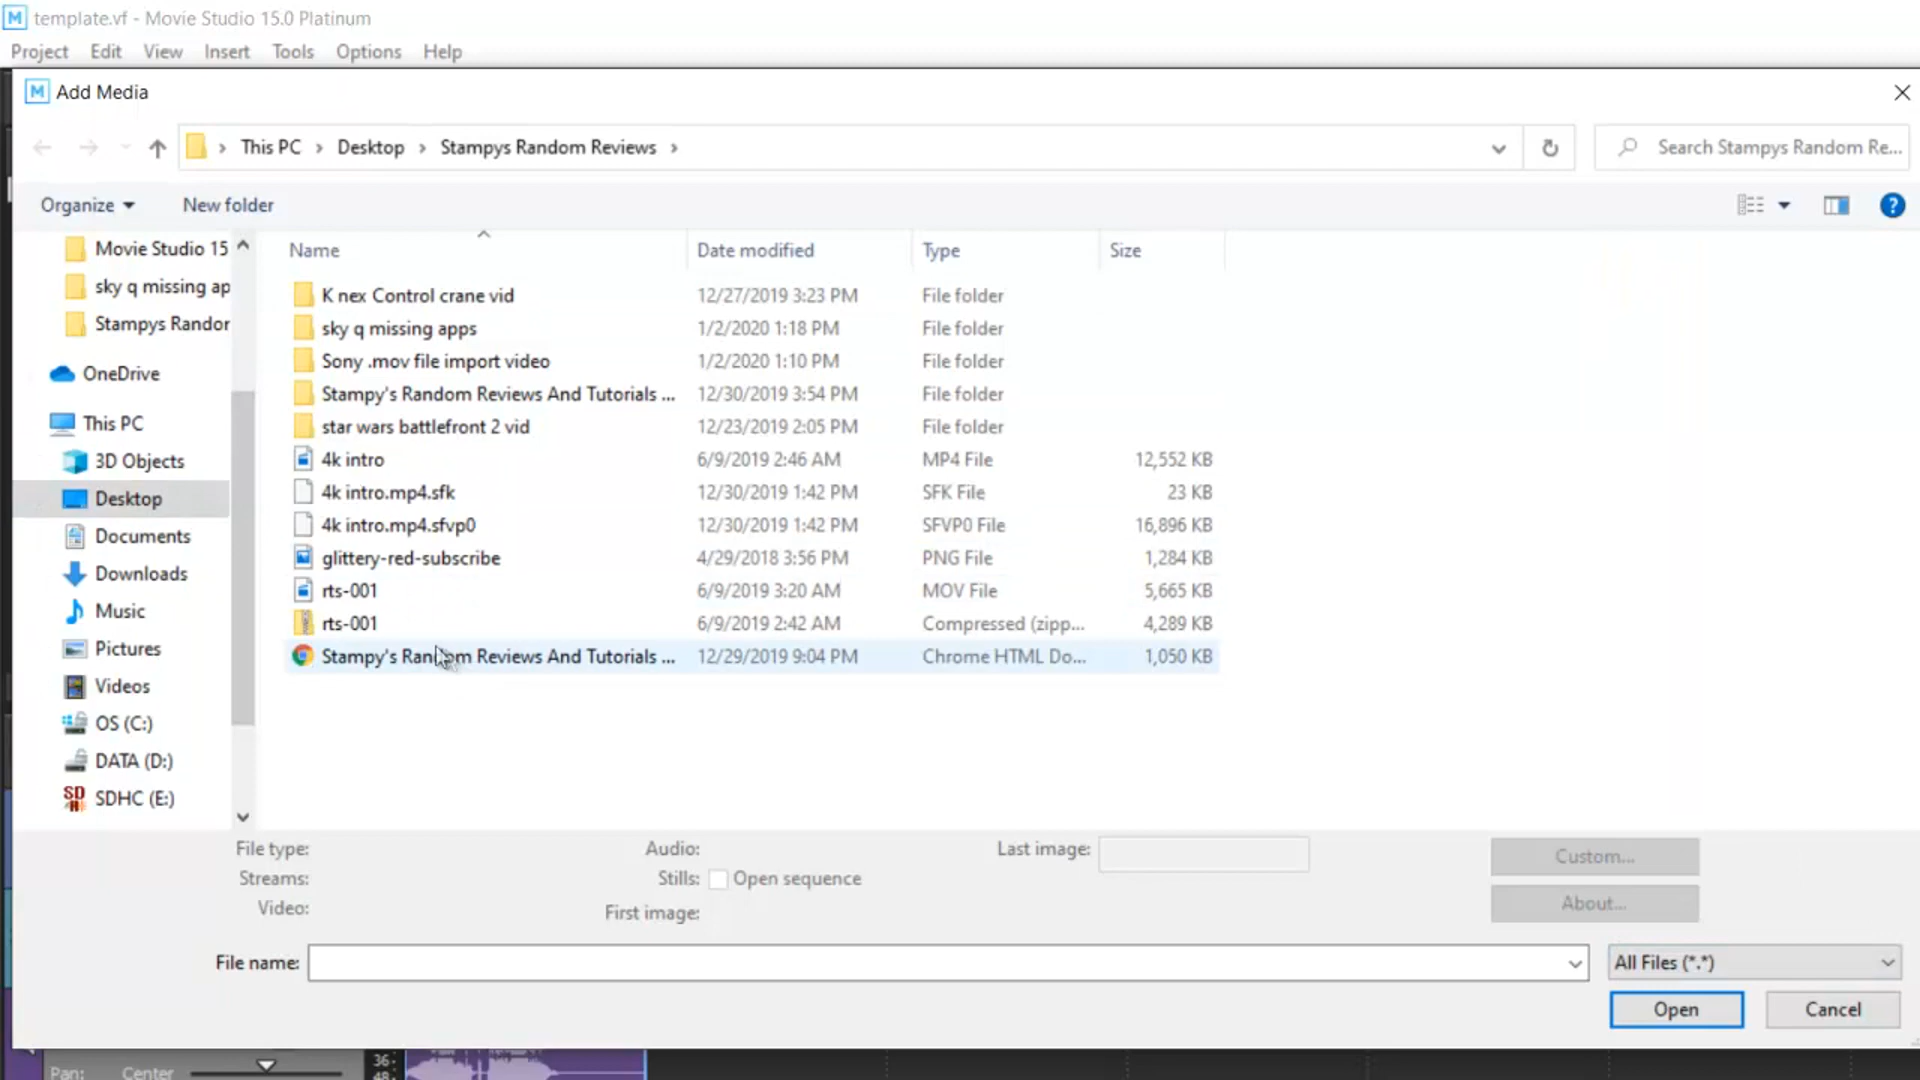 template.vf - Movie Studio 15.0 Platinum
Project Edit View Insert Tools Options Help
Add Media
This PC Desktop Stampys Random Reviews
Search Stampys Random Re...
Organize New folder
Movie Studio 15
sky q missing ap
Stampys Randor
OneDrive
This PC
3D Objects
Desktop
Documents
Downloads
Music
Pictures
Videos
OS (C:)
DATA (D:)
SDHC (E:)
Name Date modified Type Size
K nex Control crane vid 12/27/2019 3:23 PM File folder
sky q missing apps 1/2/2020 1:18 PM File folder
Sony .mov file import video 1/2/2020 1:10 PM File folder
Stampy's Random Reviews And Tutorials ... 12/30/2019 3:54 PM File folder
star wars battlefront 2 vid 12/23/2019 2:05 PM File folder
4k intro 6/9/2019 2:46 AM MP4 File 12,552 KB
4k intro.mp4.sfk 12/30/2019 1:42 PM SFK File 23 KB
4k intro.mp4.sfvp0 12/30/2019 1:42 PM SFVP0 File 16,896 KB
glittery-red-subscribe 4/29/2018 3:56 PM PNG File 1,284 KB
rts-001 6/9/2019 3:20 AM MOV File 5,665 KB
rts-001 6/9/2019 2:42 AM Compressed (zipp... 4,289 KB
Stampy's Random Reviews And Tutorials ... 12/29/2019 9:04 PM Chrome HTML Do... 1,050 KB
File type: Audio: Last image: Custom...
Streams: Stills: Open sequence
Video: First image: About...
File name: All Files (*.*)
Open Cancel
Pan: Center 36
48